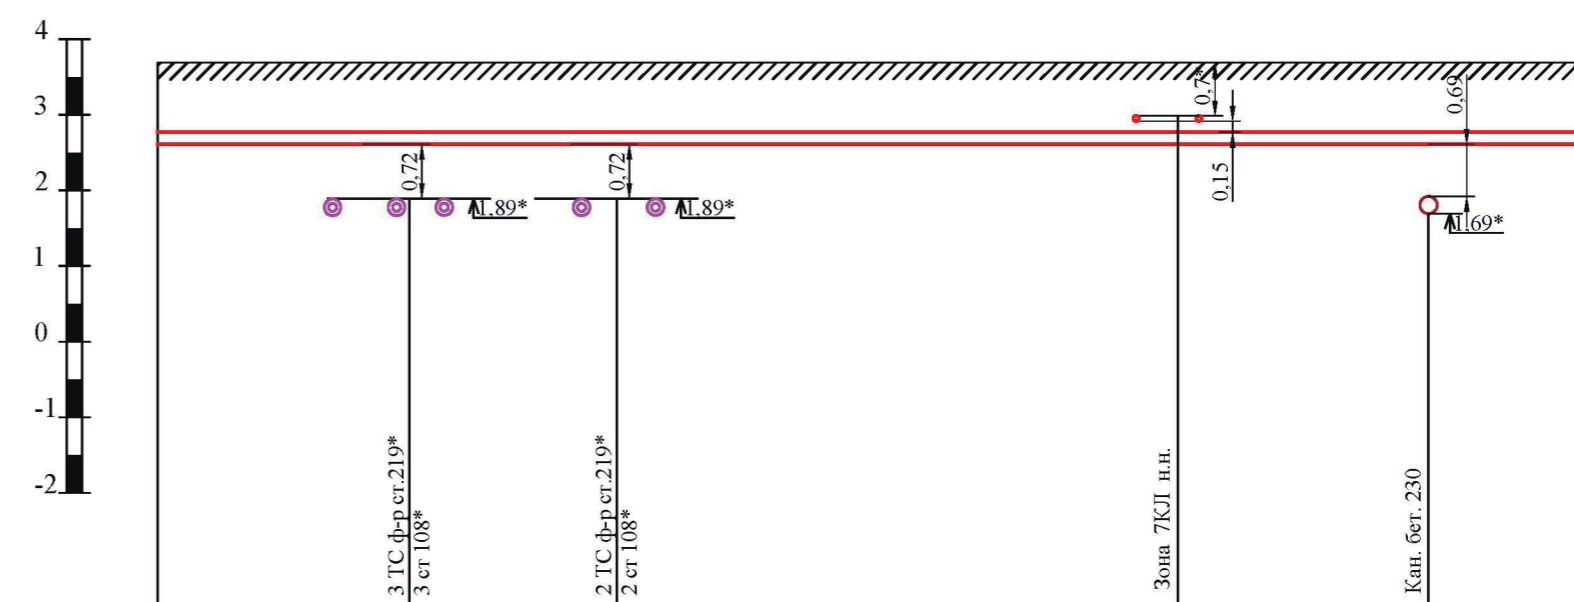 4
3
2
1
0
-1
-2
0,72
1,89*
0,72
1,89*
0,7*
0,15
0,69
1,69*
3 ТС ф-р ст.219*
3 ст 108*
2 ТС ф-р ст.219*
2 ст 108*
Зона 7КЛ н.н.
Кан. бет. 230